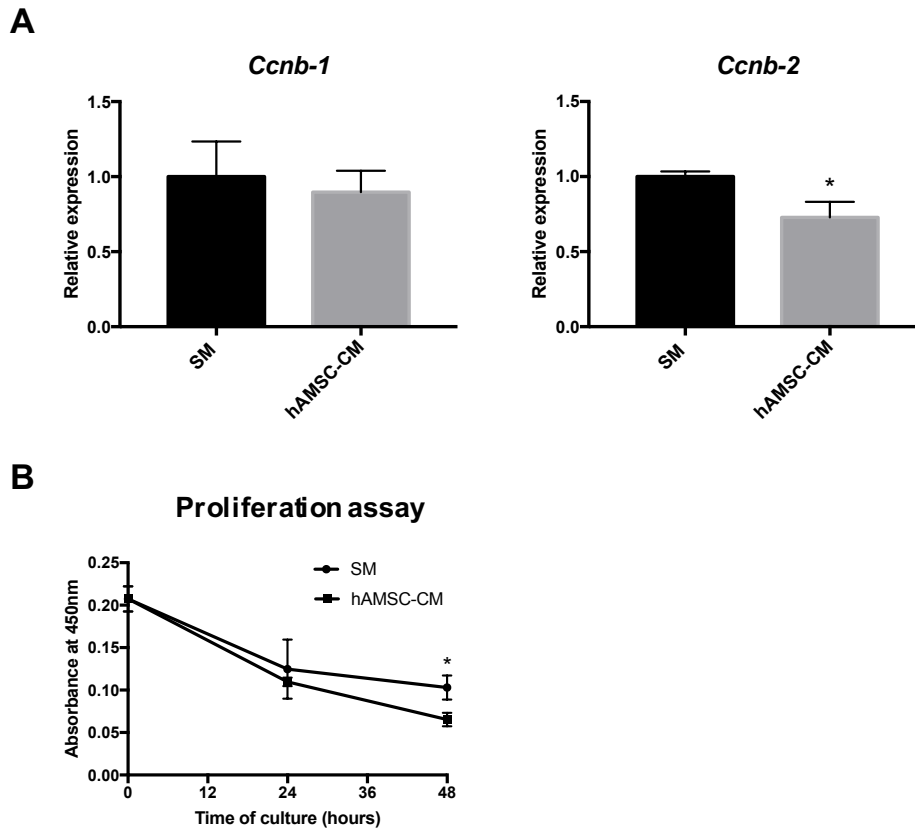 A
Ccnb-1
Ccnb-2
Relative expression
1.5
1.0
0.5
0.0
SM
hAMSC-CM
Relative expression
1.5
1.0
0.5
0.0
*
SM
hAMSC-CM
B
Proliferation assay
Absorbance at 450nm
0.25
0.20
0.15
0.10
0.05
0.00
SM
hAMSC-CM
*
0 12 24 36 48
Time of culture (hours)